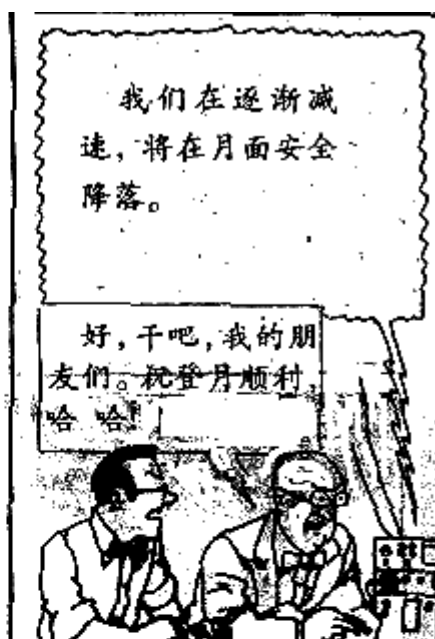 我们在逐渐减
速，将在月面安全
降落。
好，干吧，我的朋
友们。祝登月顺利
哈 哈!